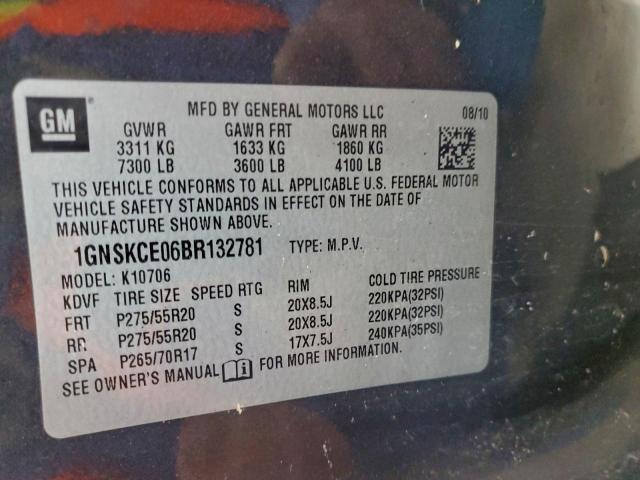 GM®
MFD BY GENERAL MOTORS LLC 08/10
GVWR GAWR FRT GAWR RR
3311 KG 1633 KG 1860 KG
7300 LB 3600 LB 4100 LB
THIS VEHICLE CONFORMS TO ALL APPLICABLE U.S. FEDERAL MOTOR
VEHICLE SAFETY STANDARDS IN EFFECT ON THE DATE OF
MANUFACTURE SHOWN ABOVE.
1GNSKCE06BR132781 TYPE: M.P.V.
MODEL: K10706
KDVF TIRE SIZE SPEED RTG RIM COLD TIRE PRESSURE
FRT P275/55R20 S 20X8.5J 220KPA(32PSI)
RR P275/55R20 S 20X8.5J 220KPA(32PSI)
SPA P265/70R17 S 17X7.5J 240KPA(35PSI)
SEE OWNER'S MANUAL FOR MORE INFORMATION.